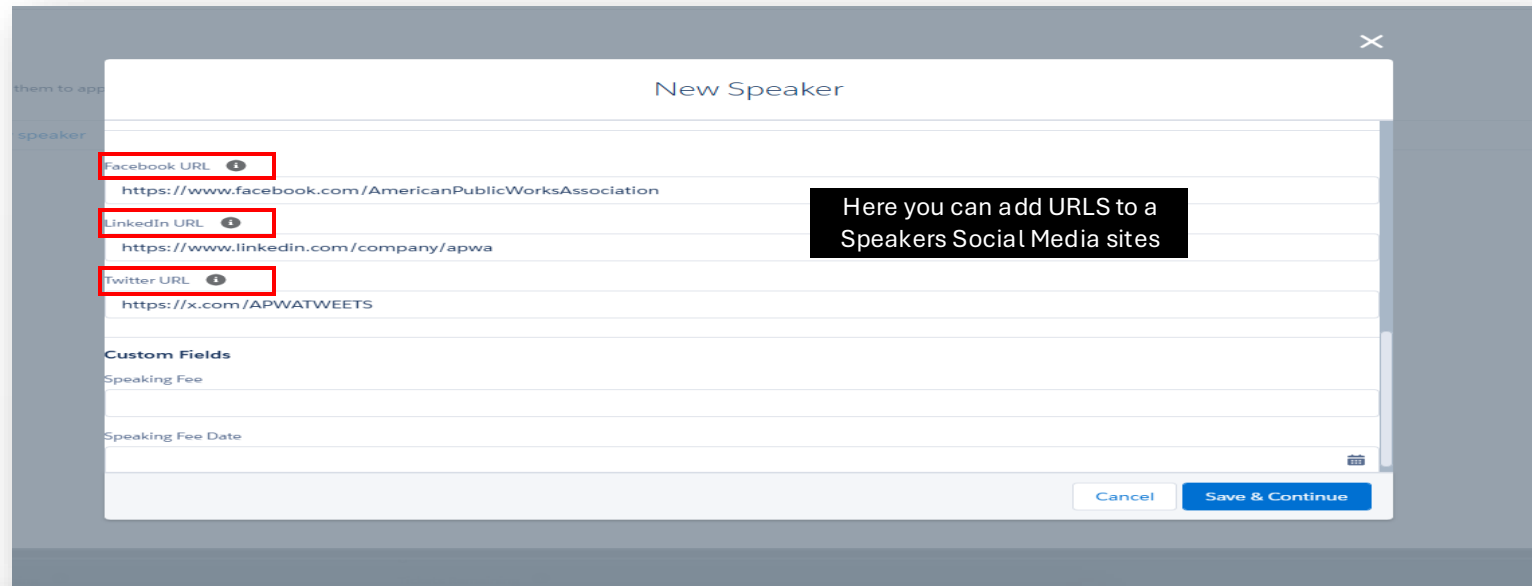 New Speaker
them to app
speaker
Facebook URL
https://www.facebook.com/AmericanPublicWorksAssociation
Here you can add URLS to a
Speakers Social Media sites
LinkedIn URL
https://www.linkedin.com/company/apwa
Twitter URL
https://x.com/APWATWEETS
Custom Fields
Speaking Fee
Speaking Fee Date
Cancel
Save & Continue